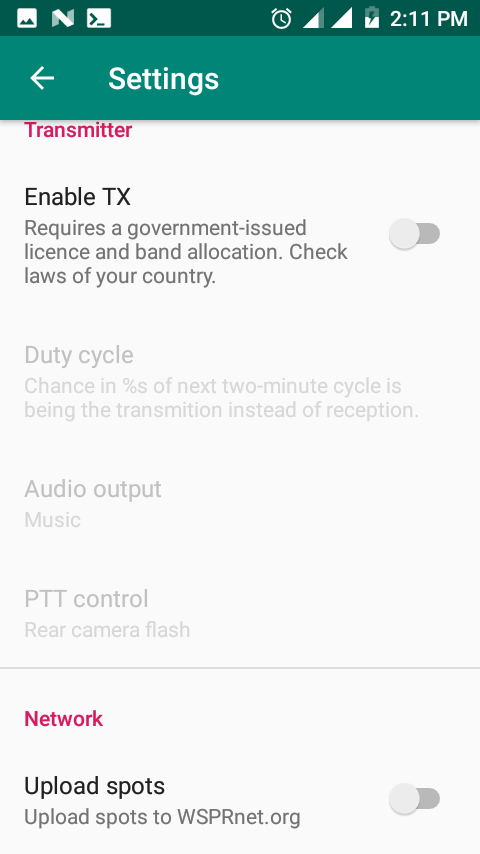 2:11 PM
Settings
Transmitter
Enable TX
Requires a government-issued
licence and band allocation. Check
laws of your country.
Duty cycle
Chance in %s of next two-minute cycle is
being the transmition instead of reception.
Audio output
Music
PTT control
Rear camera flash
Network
Upload spots
Upload spots to WSPRnet.org